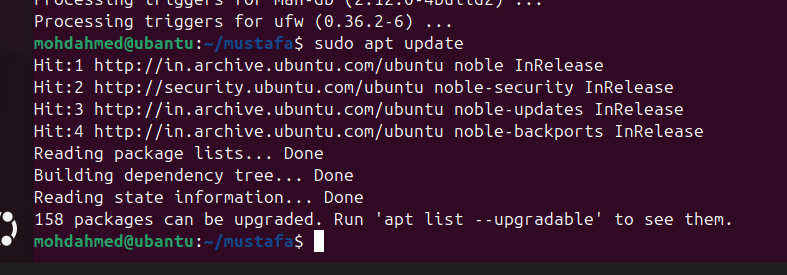 Processing triggers for man-db (2.12.0-4build2) ...
Processing triggers for ufw (0.36.2-6) ...
mohdahmed@ubantu:~/mustafa$ sudo apt update
Hit:1 http://in.archive.ubuntu.com/ubuntu noble InRelease
Hit:2 http://security.ubuntu.com/ubuntu noble-security InRelease
Hit:3 http://in.archive.ubuntu.com/ubuntu noble-updates InRelease
Hit:4 http://in.archive.ubuntu.com/ubuntu noble-backports InRelease
Reading package lists... Done
Building dependency tree... Done
Reading state information... Done
158 packages can be upgraded. Run 'apt list --upgradable' to see them.
mohdahmed@ubantu:~/mustafa$